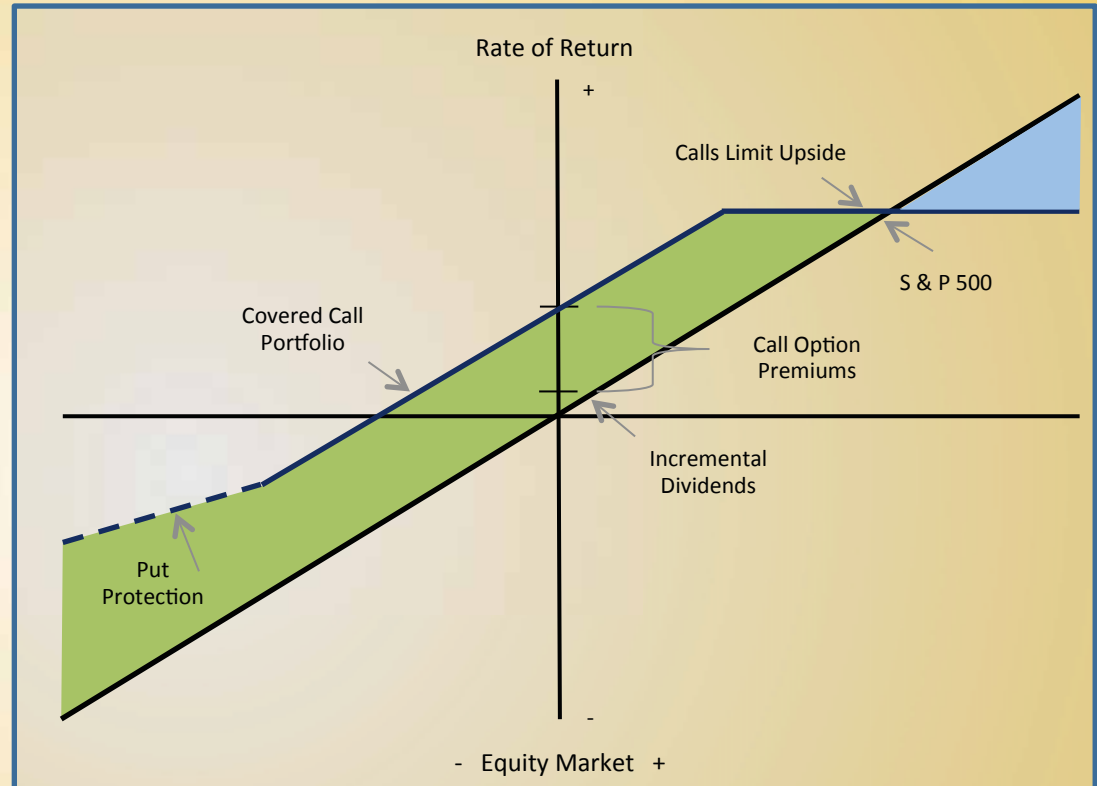 Rate of Return
+
Calls Limit Upside
S & P 500
Covered Call
Portfolio
Call Option
Premiums
Incremental
Dividends
Put
Protection
-
- Equity Market +